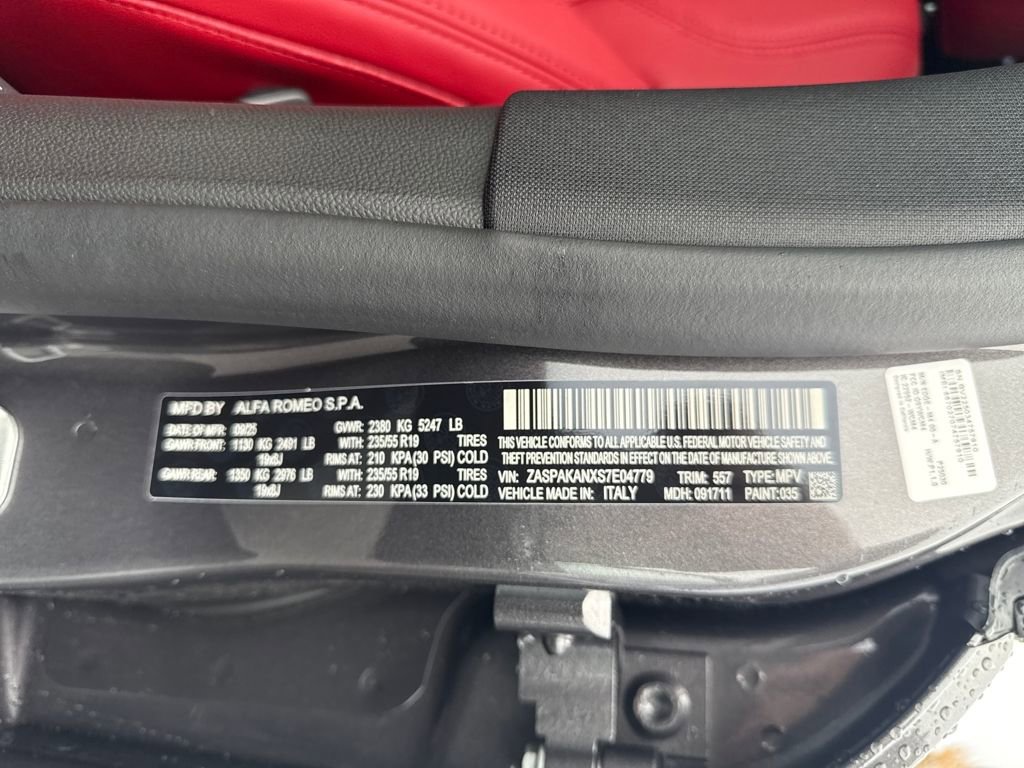 MFD BY ALFA ROMEO S.P.A.
DATE OF MFR: 09/25 GVWR: 2380 KG 5247 LB
GAWR FRONT: 1130 KG 2491 LB WITH: 235/55 R19 TIRES
19x8J RIMS AT: 210 KPA(30 PSI) COLD
GAWR REAR: 1350 KG 2976 LB WITH: 235/55 R19 TIRES
19x8J RIMS AT: 230 KPA(33 PSI) COLD
THIS VEHICLE CONFORMS TO ALL APPLICABLE U.S. FEDERAL MOTOR VEHICLE SAFETY AND
THEFT PREVENTION STANDARDS IN EFFECT ON THE DATE OF MANUFACTURE SHOWN ABOVE.
VIN: ZASPAKANXS7E04779 TRIM: 557 TYPE: MPV
VEHICLE MADE IN: ITALY MDH: 091711 PAINT: 035